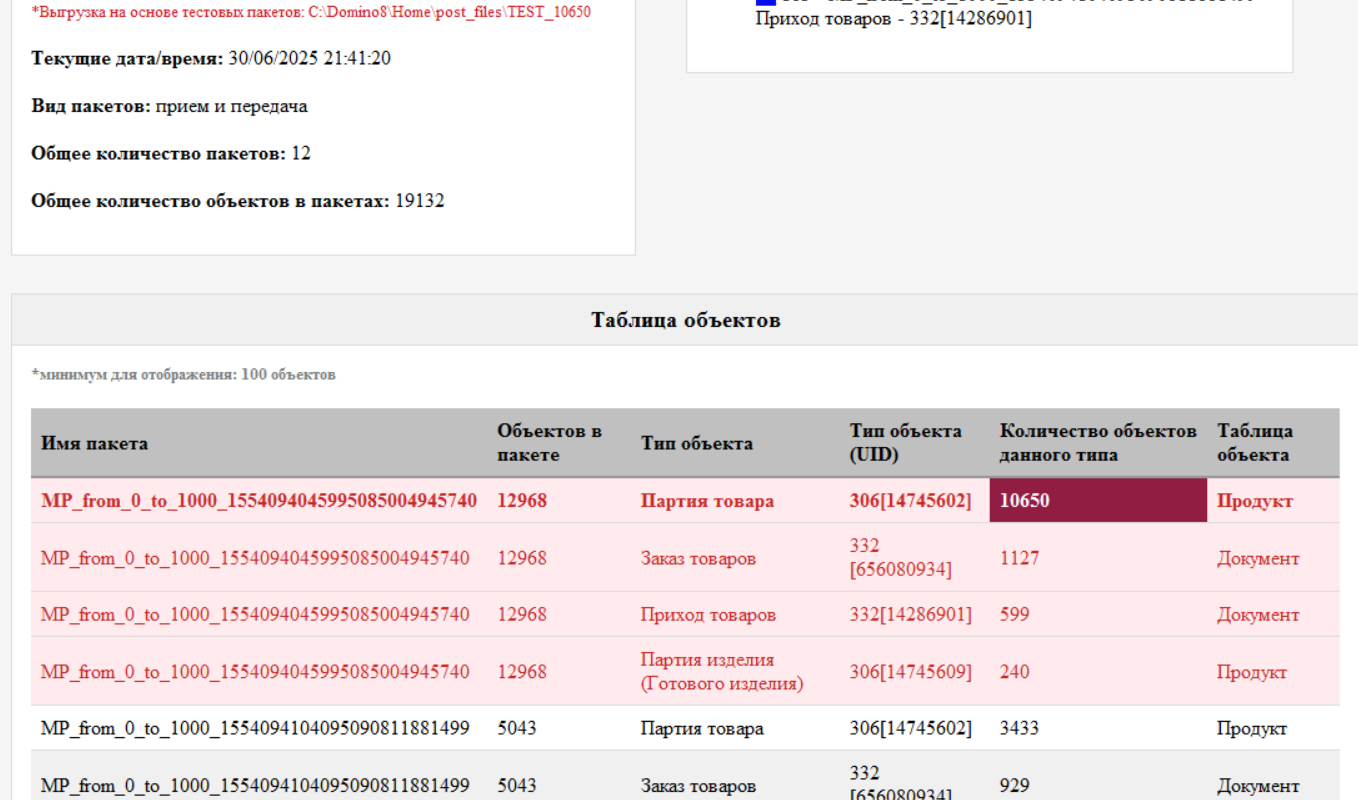 *Выгрузка на основе тестовых пакетов: C:\Domino8\Home\post_files\TEST_10650
Текущие дата/время: 30/06/2025 21:41:20
Вид пакетов: прием и передача
Общее количество пакетов: 12
Общее количество объектов в пакетах: 19132
Приход товаров - 332[14286901]
Таблица объектов
*минимум для отображения: 100 объектов
Имя пакета Объектов в пакете Тип объекта Тип объекта (UID) Количество объектов данного типа Таблица объекта
MP_from_0_to_1000_1554094045995085004945740 12968 Партия товара 306[14745602] 10650 Продукт
MP_from_0_to_1000_1554094045995085004945740 12968 Заказ товаров 332 [656080934] 1127 Документ
MP_from_0_to_1000_1554094045995085004945740 12968 Приход товаров 332[14286901] 599 Документ
MP_from_0_to_1000_1554094045995085004945740 12968 Партия изделия (Готового изделия) 306[14745609] 240 Продукт
MP_from_0_to_1000_1554094104095090811881499 5043 Партия товара 306[14745602] 3433 Продукт
MP_from_0_to_1000_1554094104095090811881499 5043 Заказ товаров 332 [656080934] 929 Документ